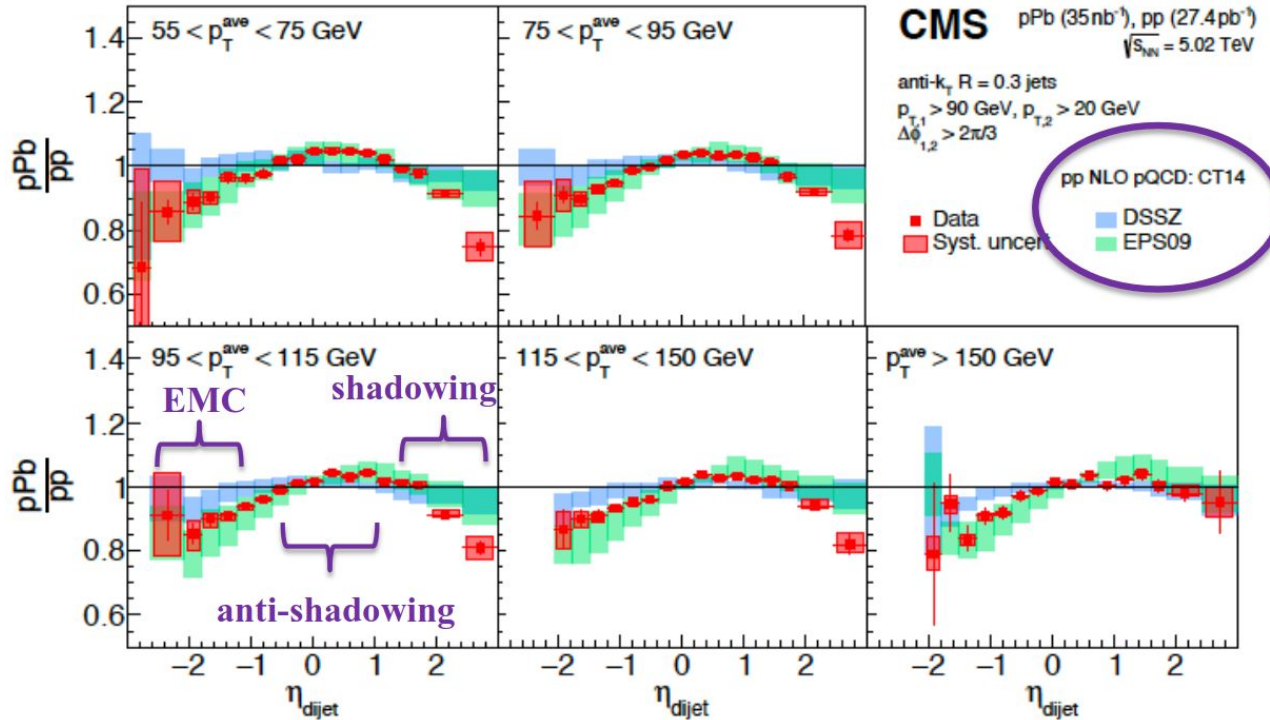 55 < p_T^ave < 75 GeV
75 < p_T^ave < 95 GeV
CMS
pPb (35 nb⁻¹), pp (27.4 pb⁻¹)
√s_NN = 5.02 TeV
anti-k_T R = 0.3 jets
p_T,1 > 90 GeV, p_T,2 > 20 GeV
Δϕ_1,2 > 2π/3
pp NLO pQCD: CT14
Data
DSSZ
Syst. uncert
EPS09
pPb
pp
1.4
1.2
1
0.8
0.6
95 < p_T^ave < 115 GeV
115 < p_T^ave < 150 GeV
p_T^ave > 150 GeV
EMC
shadowing
anti-shadowing
pPb
pp
1.4
1.2
1
0.8
0.6
−2 −1 0 1 2
−2 −1 0 1 2
−2 −1 0 1 2
η_dijet
η_dijet
η_dijet